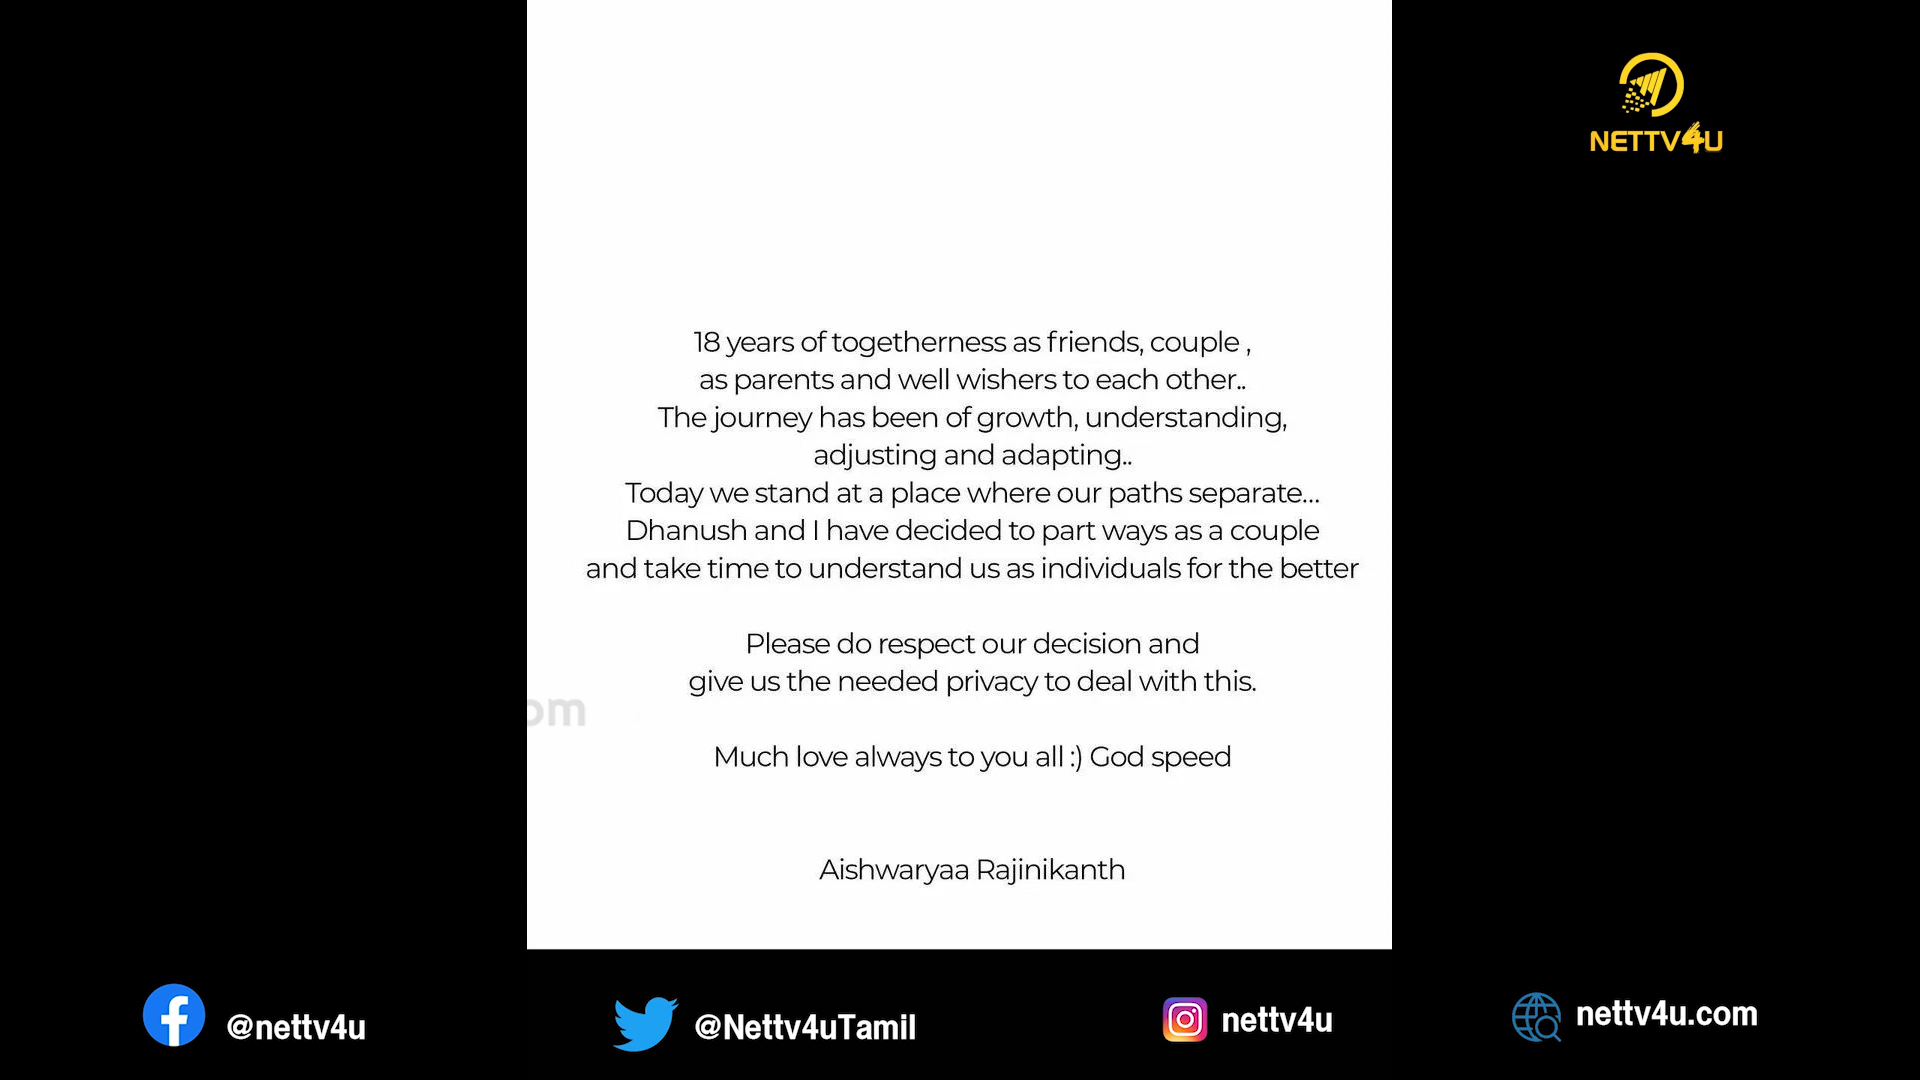 NETTV4U
18 years of togetherness as friends, couple ,
as parents and well wishers to each other..
The journey has been of growth, understanding,
adjusting and adapting..
Today we stand at a place where our paths separate...
Dhanush and I have decided to part ways as a couple
and take time to understand us as individuals for the better
Please do respect our decision and
give us the needed privacy to deal with this.
om
Much love always to you all :) God speed
Aishwaryaa Rajinikanth
@nettv4u
@Nettv4uTamil
nettv4u
nettv4u.com